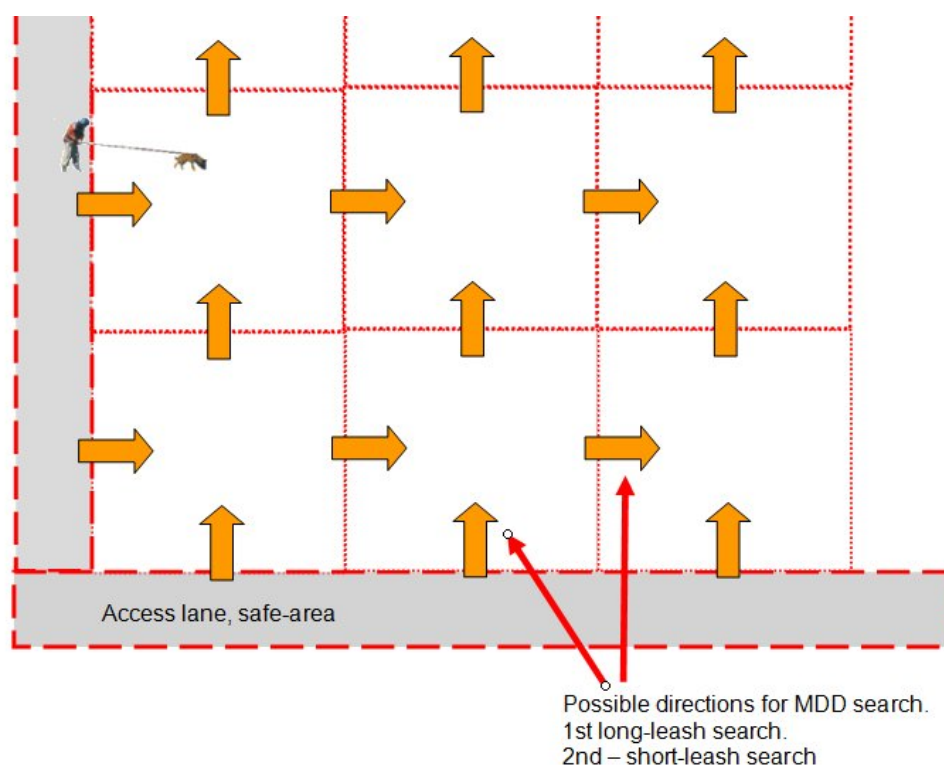 Access lane, safe-area
Possible directions for MDD search.
1st long-leash search.
2nd – short-leash search